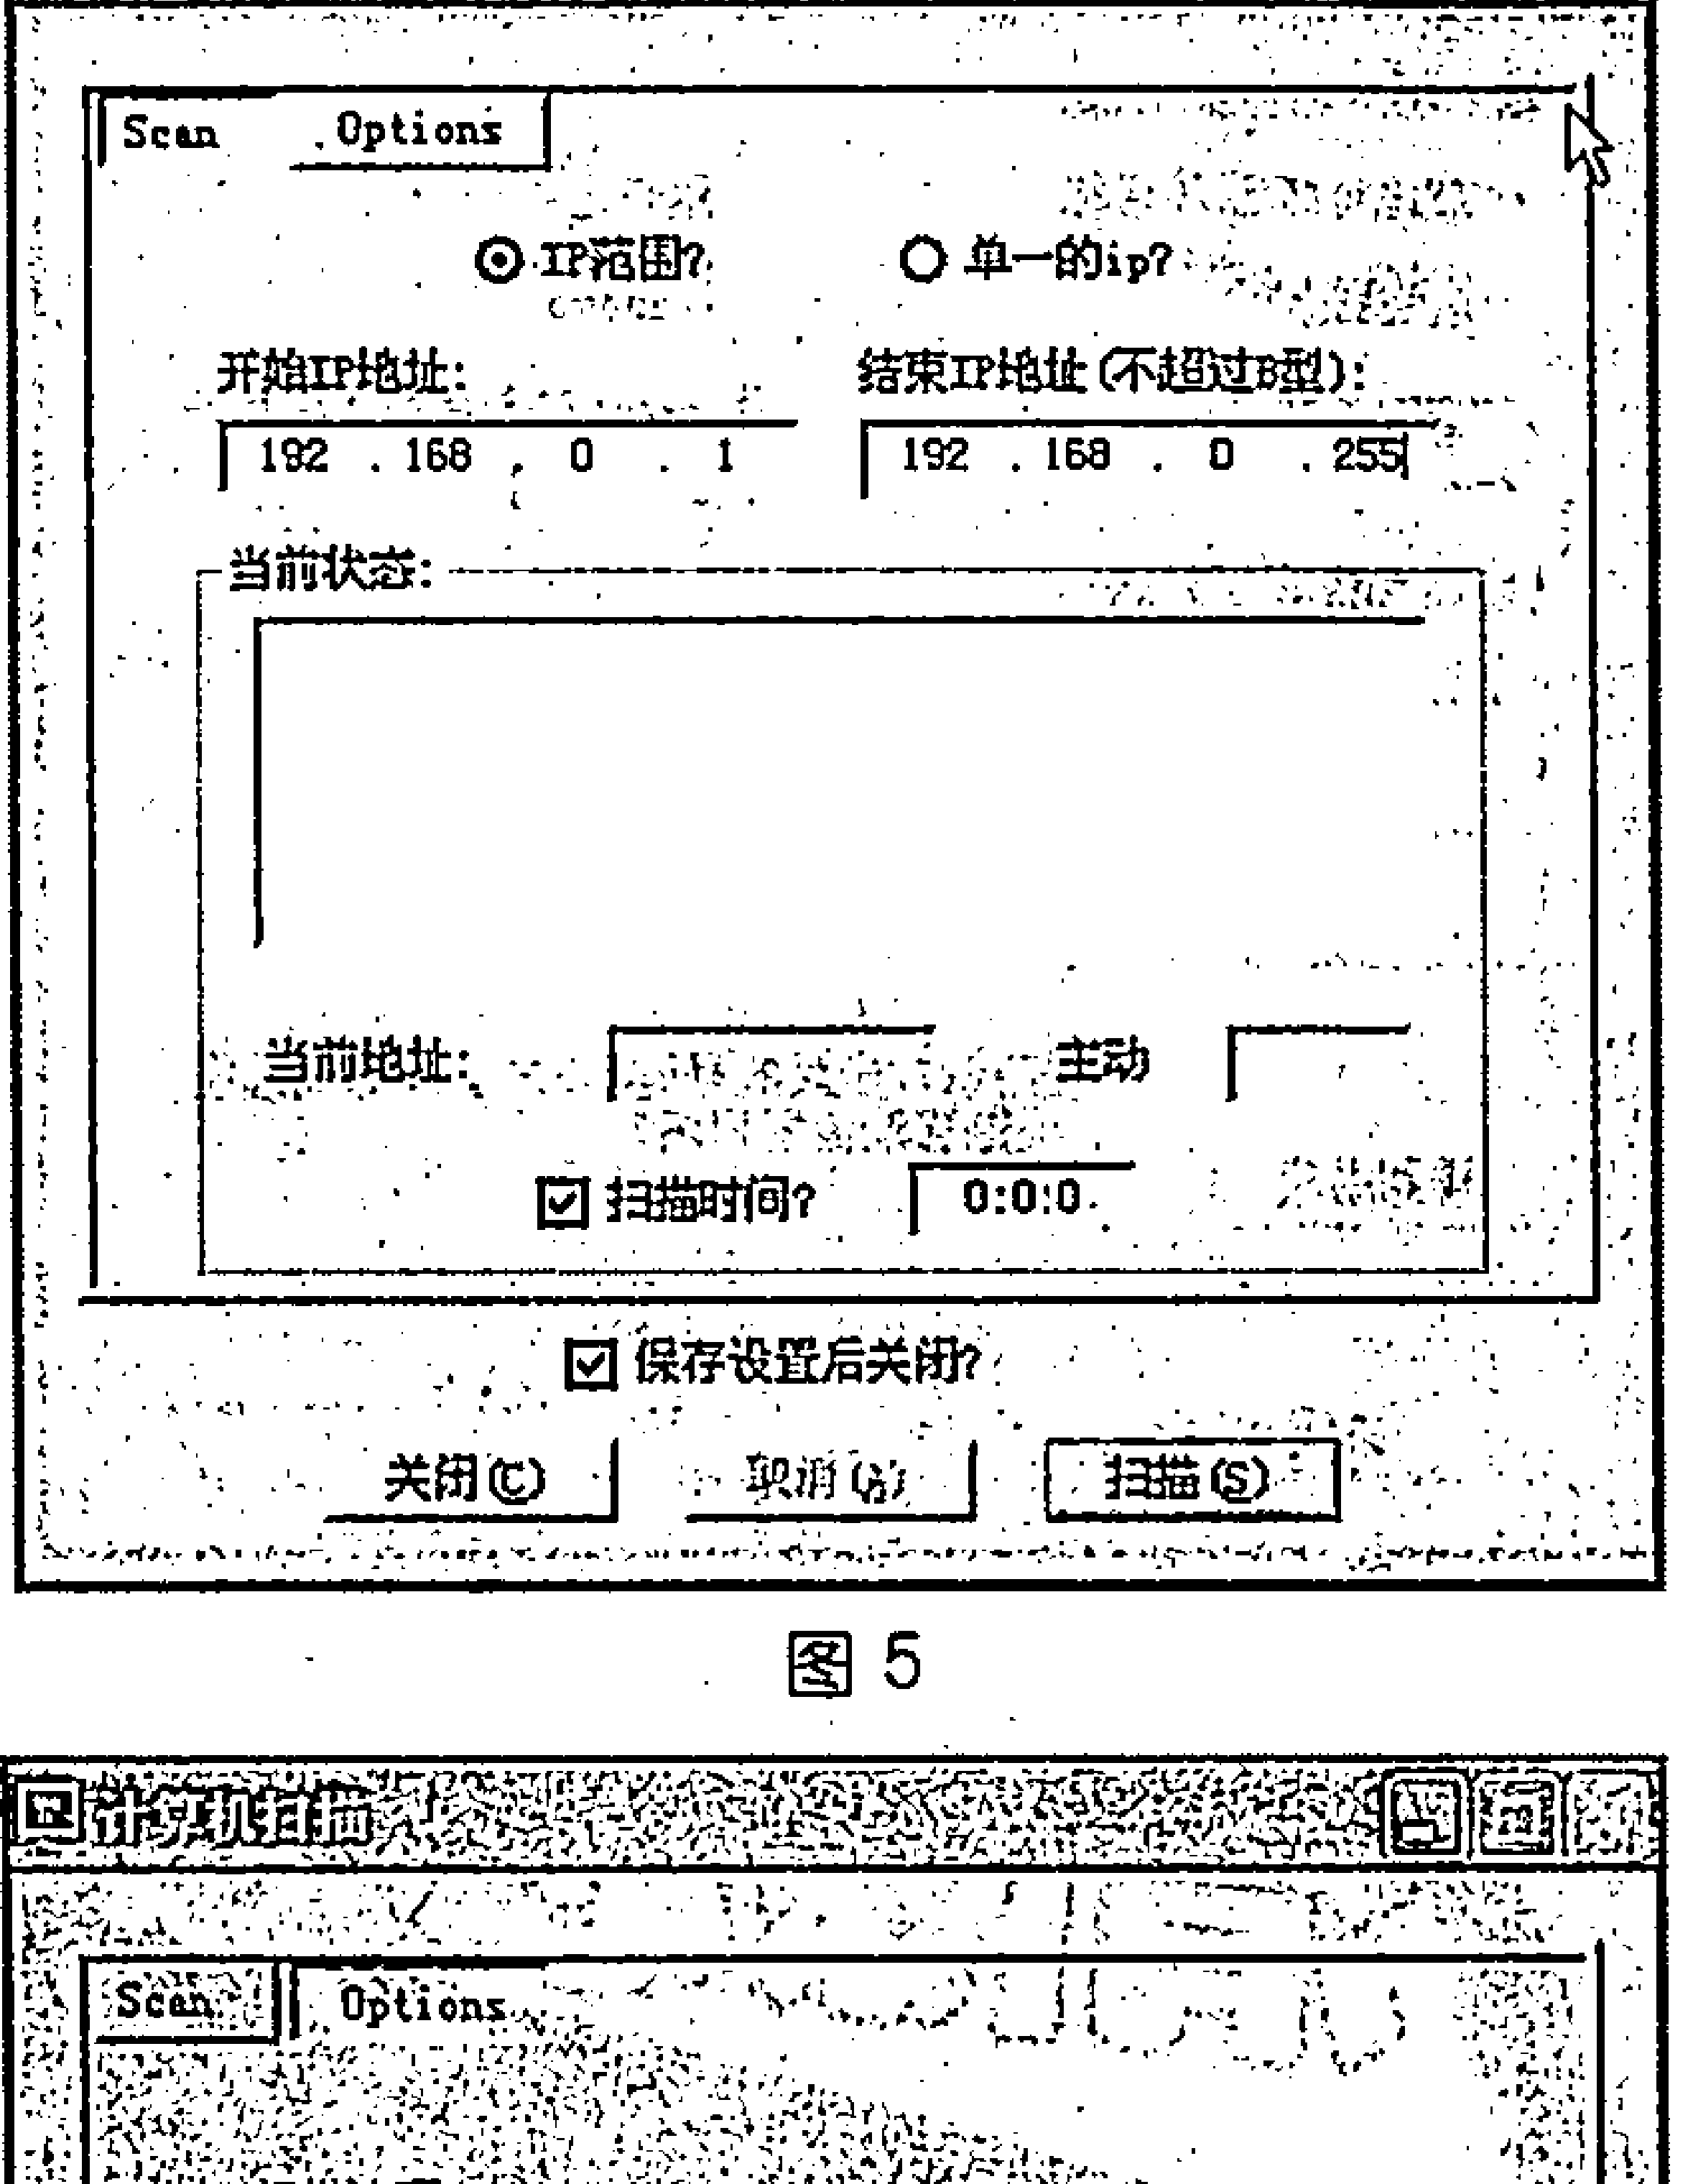 Scan Options
IP范围? 单一的ip?
开始IP地址: 结束IP地址(不超过B型):
192 . 168 . 0 . 1 192 . 168 . 0 . 255
当前状态:
当前地址: 主动
扫描时间? 0:0:0
保存设置后关闭?
关闭(C) 取消 扫描(S)
图 5
计算机扫描
Scan Options